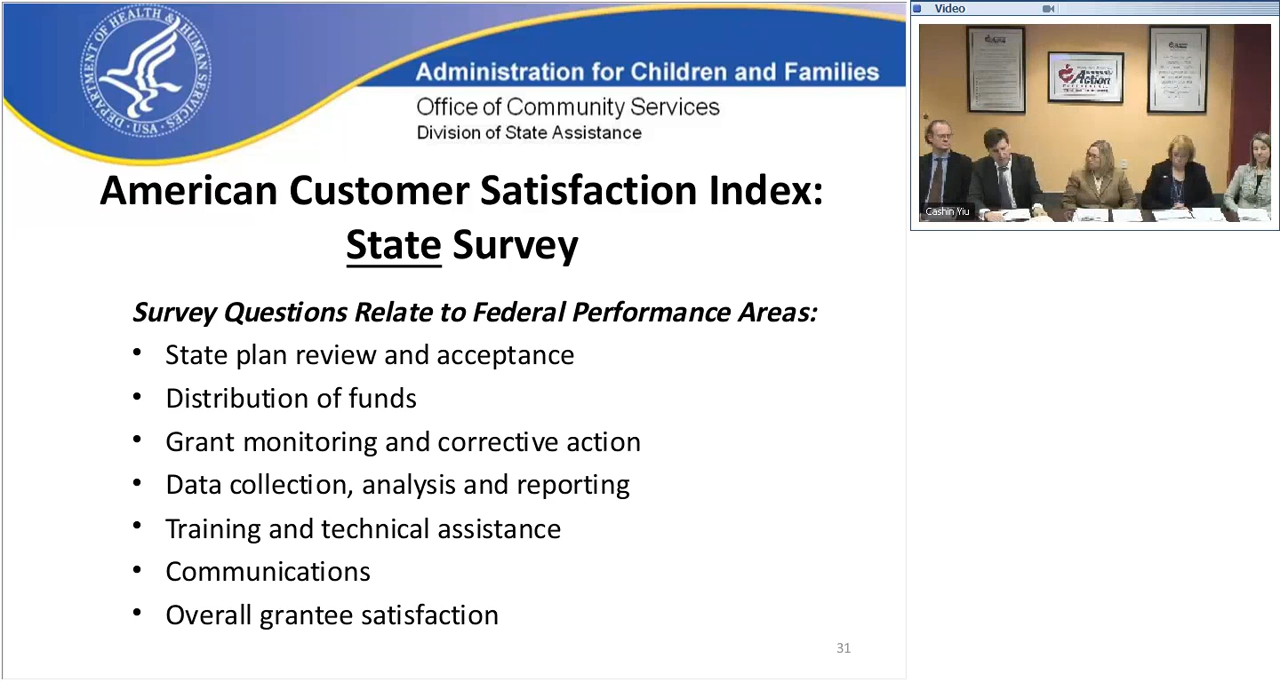 DEPARTMENT OF HEALTH & HUMAN SERVICES · USA
Administration for Children and Families
Office of Community Services
Division of State Assistance
American Customer Satisfaction Index:
State Survey
Survey Questions Relate to Federal Performance Areas:
• State plan review and acceptance
• Distribution of funds
• Grant monitoring and corrective action
• Data collection, analysis and reporting
• Training and technical assistance
• Communications
• Overall grantee satisfaction
31
Video
Action
Cashin Yiu